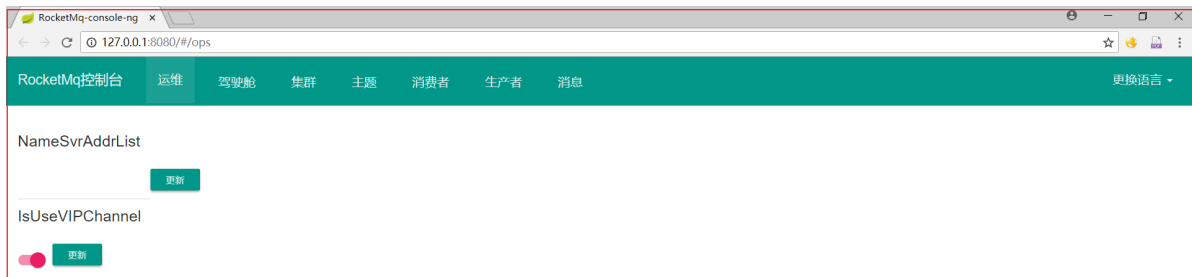 RocketMq-console-ng
127.0.0.1:8080/#/ops
RocketMq控制台 运维 驾驶舱 集群 主题 消费者 生产者 消息 更换语言
NameSvrAddrList
更新
IsUseVIPChannel
更新